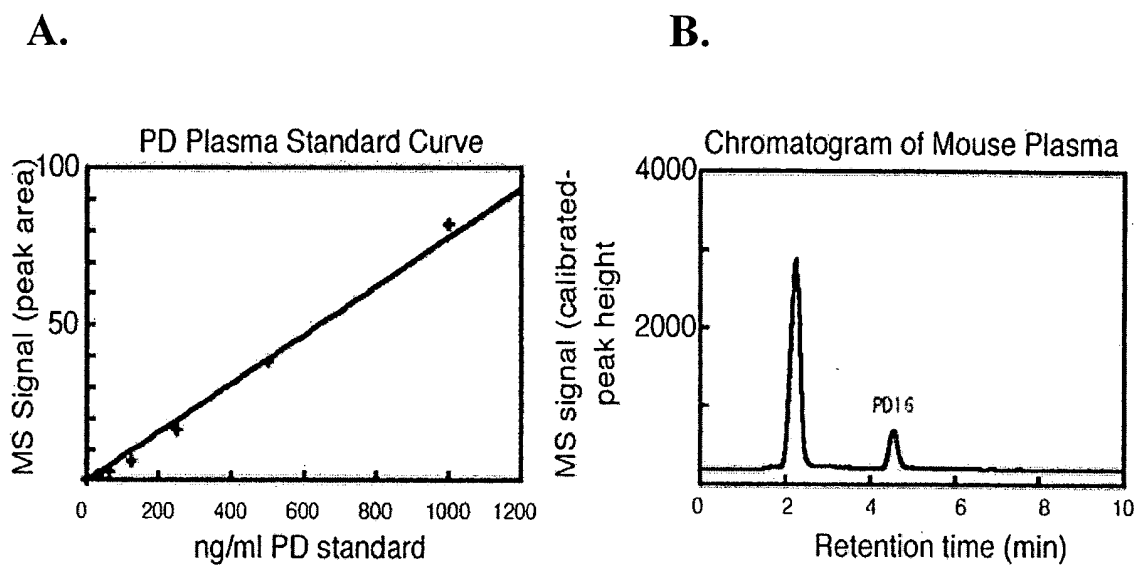 A.
B.
PD Plasma Standard Curve
MS Signal (peak area)
100
50
0 200 400 600 800 1000 1200
ng/ml PD standard
Chromatogram of Mouse Plasma
MS signal (calibrated-
peak height
4000
2000
PD16
0 2 4 6 8 10
Retention time (min)